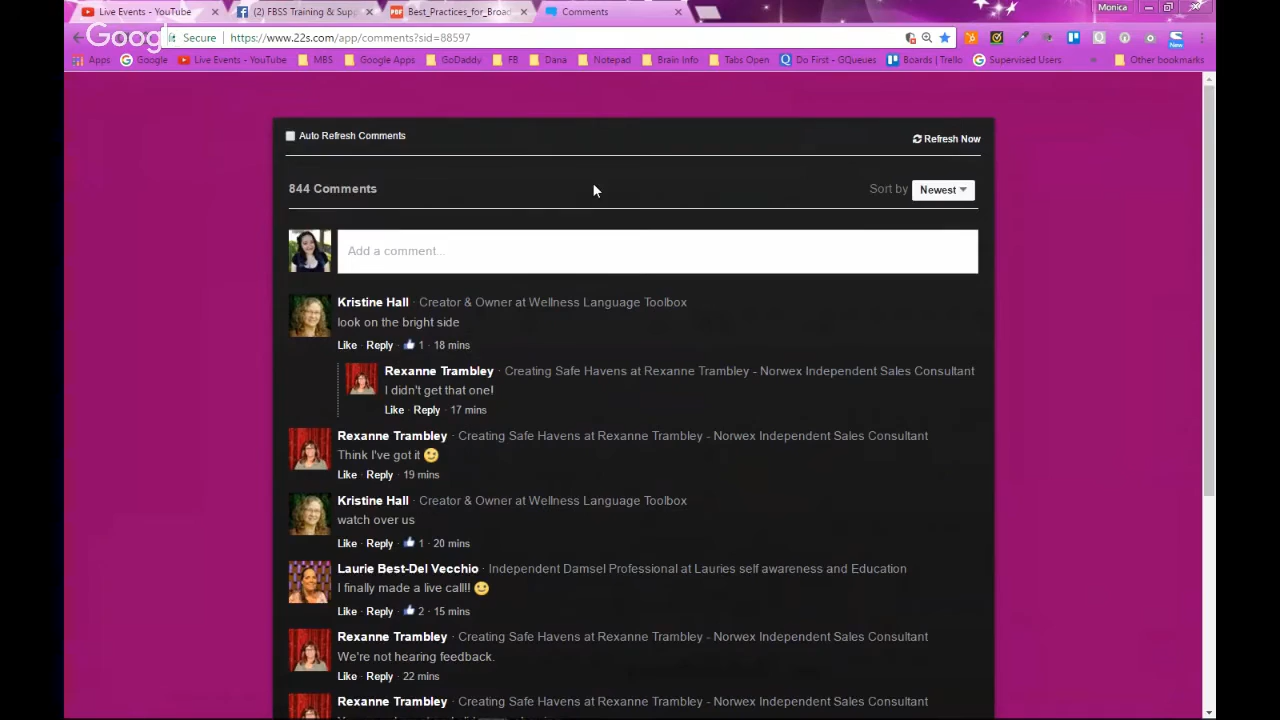 Live Events - YouTube
(2) FBSS Training & Supp
PDF
Best_Practices_for_Broad
Comments
Monica
Googl
Secure
https://www.22s.com/app/comments?sid=88597
New
Apps
Google
Live Events - YouTube
MBS
Google Apps
GoDaddy
FB
Dana
Notepad
Brain Info
Tabs Open
Do First - GQueues
Boards | Trello
Supervised Users
»
Other bookmarks
Auto Refresh Comments
Refresh Now
844 Comments
Sort by
Newest
Add a comment...
Kristine Hall · Creator & Owner at Wellness Language Toolbox
look on the bright side
Like · Reply · 1 · 18 mins
Rexanne Trambley · Creating Safe Havens at Rexanne Trambley - Norwex Independent Sales Consultant
I didn't get that one!
Like · Reply · 17 mins
Rexanne Trambley · Creating Safe Havens at Rexanne Trambley - Norwex Independent Sales Consultant
Think I've got it
Like · Reply · 19 mins
Kristine Hall · Creator & Owner at Wellness Language Toolbox
watch over us
Like · Reply · 1 · 20 mins
Laurie Best-Del Vecchio · Independent Damsel Professional at Lauries self awareness and Education
I finally made a live call!!
Like · Reply · 2 · 15 mins
Rexanne Trambley · Creating Safe Havens at Rexanne Trambley - Norwex Independent Sales Consultant
We're not hearing feedback.
Like · Reply · 22 mins
Rexanne Trambley · Creating Safe Havens at Rexanne Trambley - Norwex Independent Sales Consultant